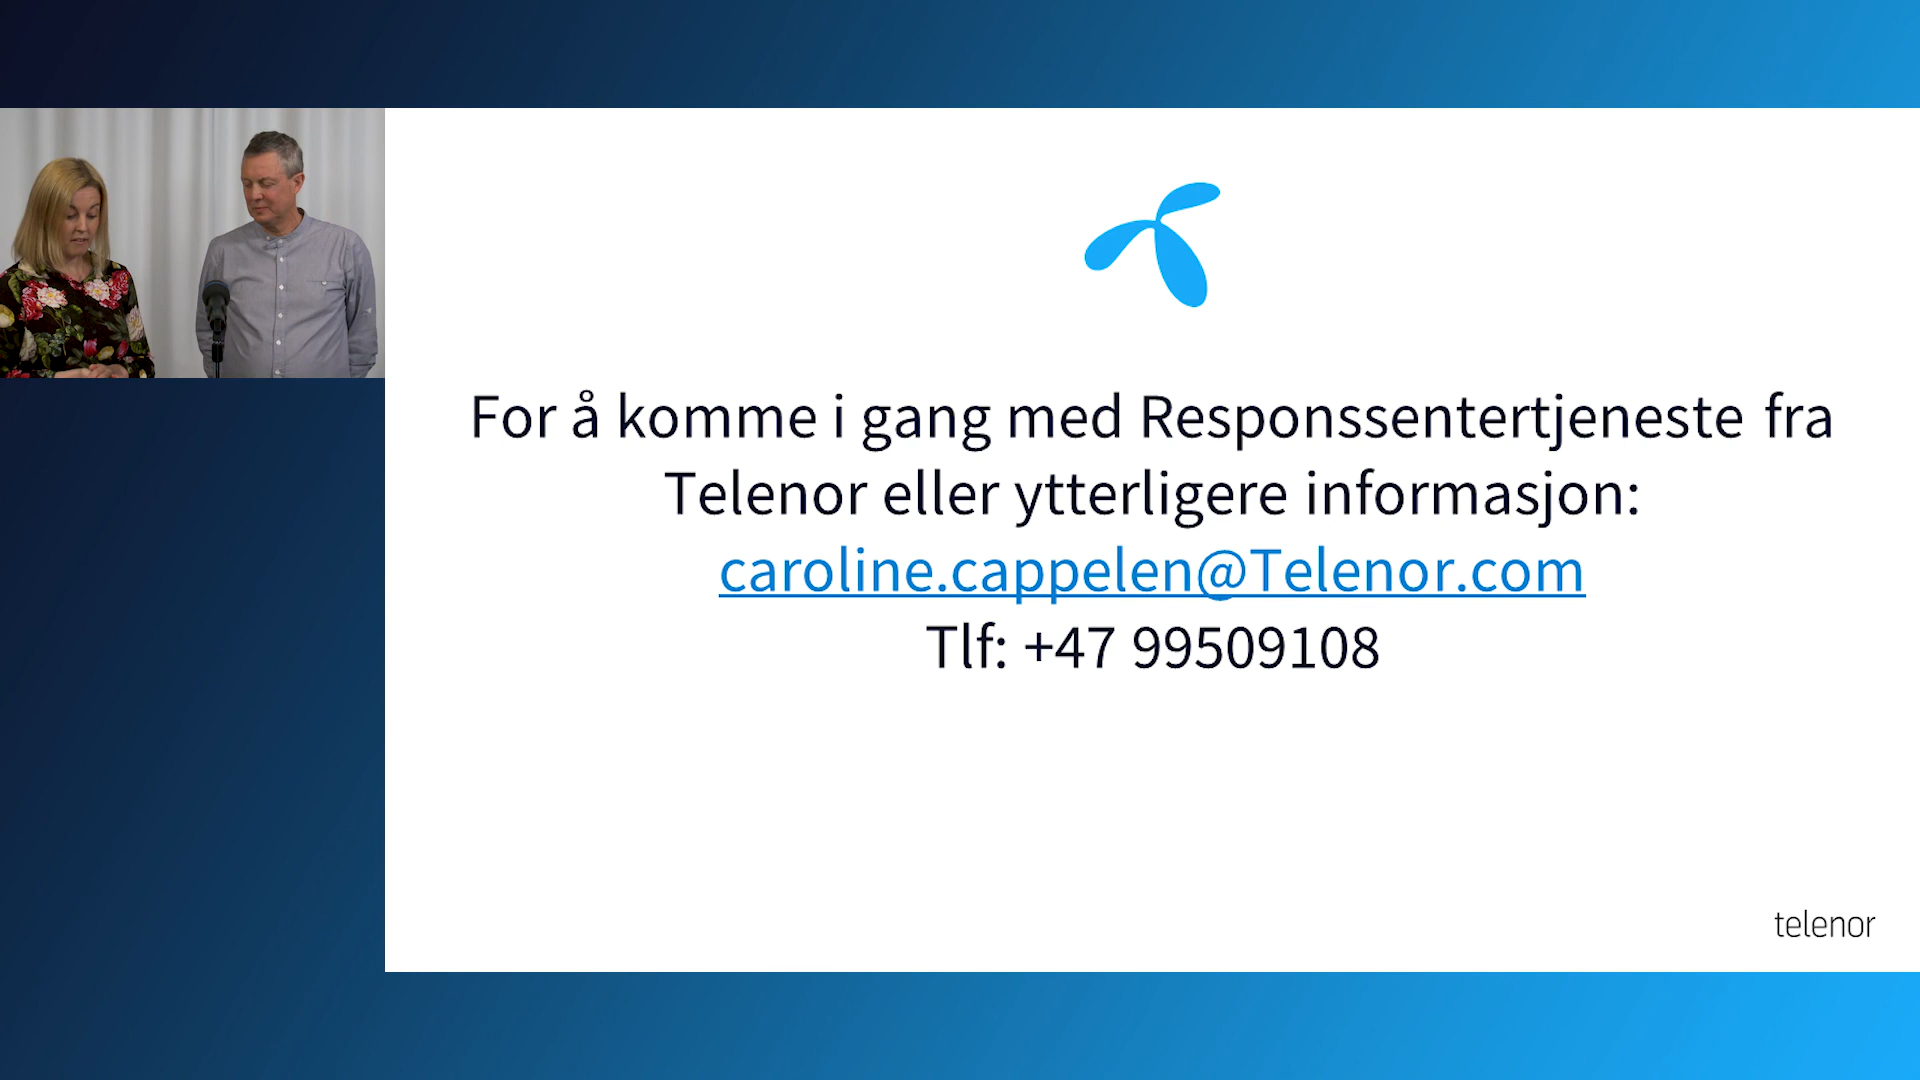 For å komme i gang med Responssentertjeneste fra
Telenor eller ytterligere informasjon:
caroline.cappelen@Telenor.com
Tlf: +47 99509108
telenor